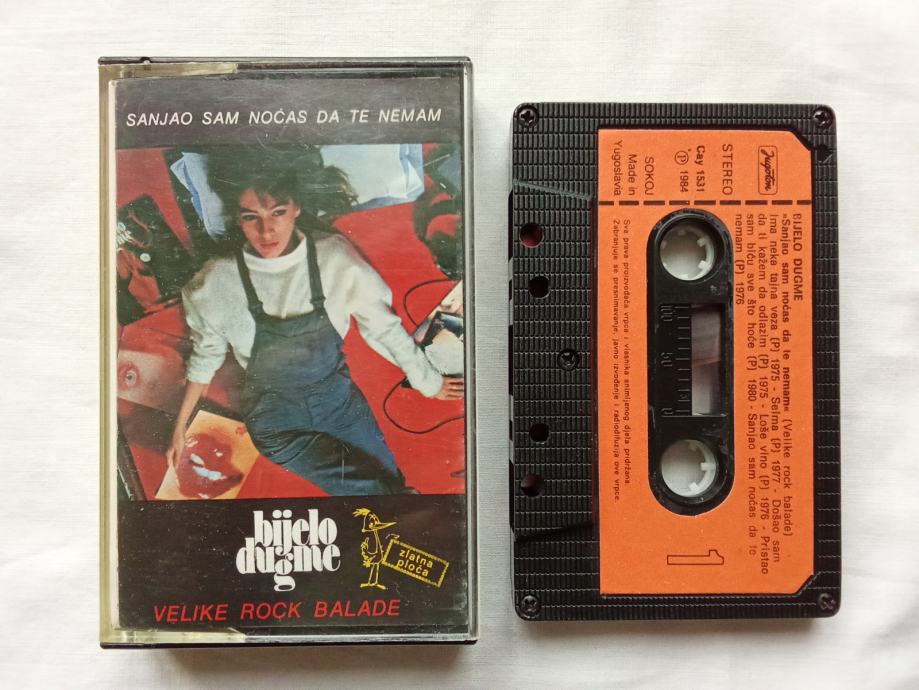 SANJAO SAM NOĆAS DA TE NEMAM
bijelo
dugme
zlatna
ploča
VELIKE ROCK BALADE
Jugoton
STEREO
Cay 1531
Ⓟ 1984
SOKOJ
Made in
Yugoslavia
BIJELO DUGME
»Sanjao sam noćas da te nemam« (Velike rock balade)
Ima neka tajna veza (P) 1975 - Selma (P) 1977 - Došao sam
da ti kažem da odlazim (P) 1975 - Loše vino (P) 1976 - Pristao
sam biću sve što hoće (P) 1980 - Sanjao sam noćas da te
nemam (P) 1976
Sva prava proizvođača vrpce i vlasnika snimljenog djela pridržana.
Zabranjuje se presnimavanje, javno izvođenje i radiodifuzija ove vrpce.
100 50 0
1